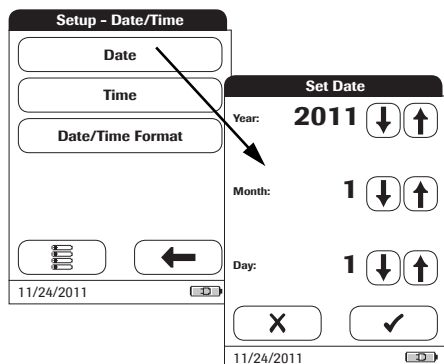 Setup - Date/Time
Date
Time
Date/Time Format
11/24/2011
Set Date
Year: 2011
Month: 1
Day: 1
11/24/2011